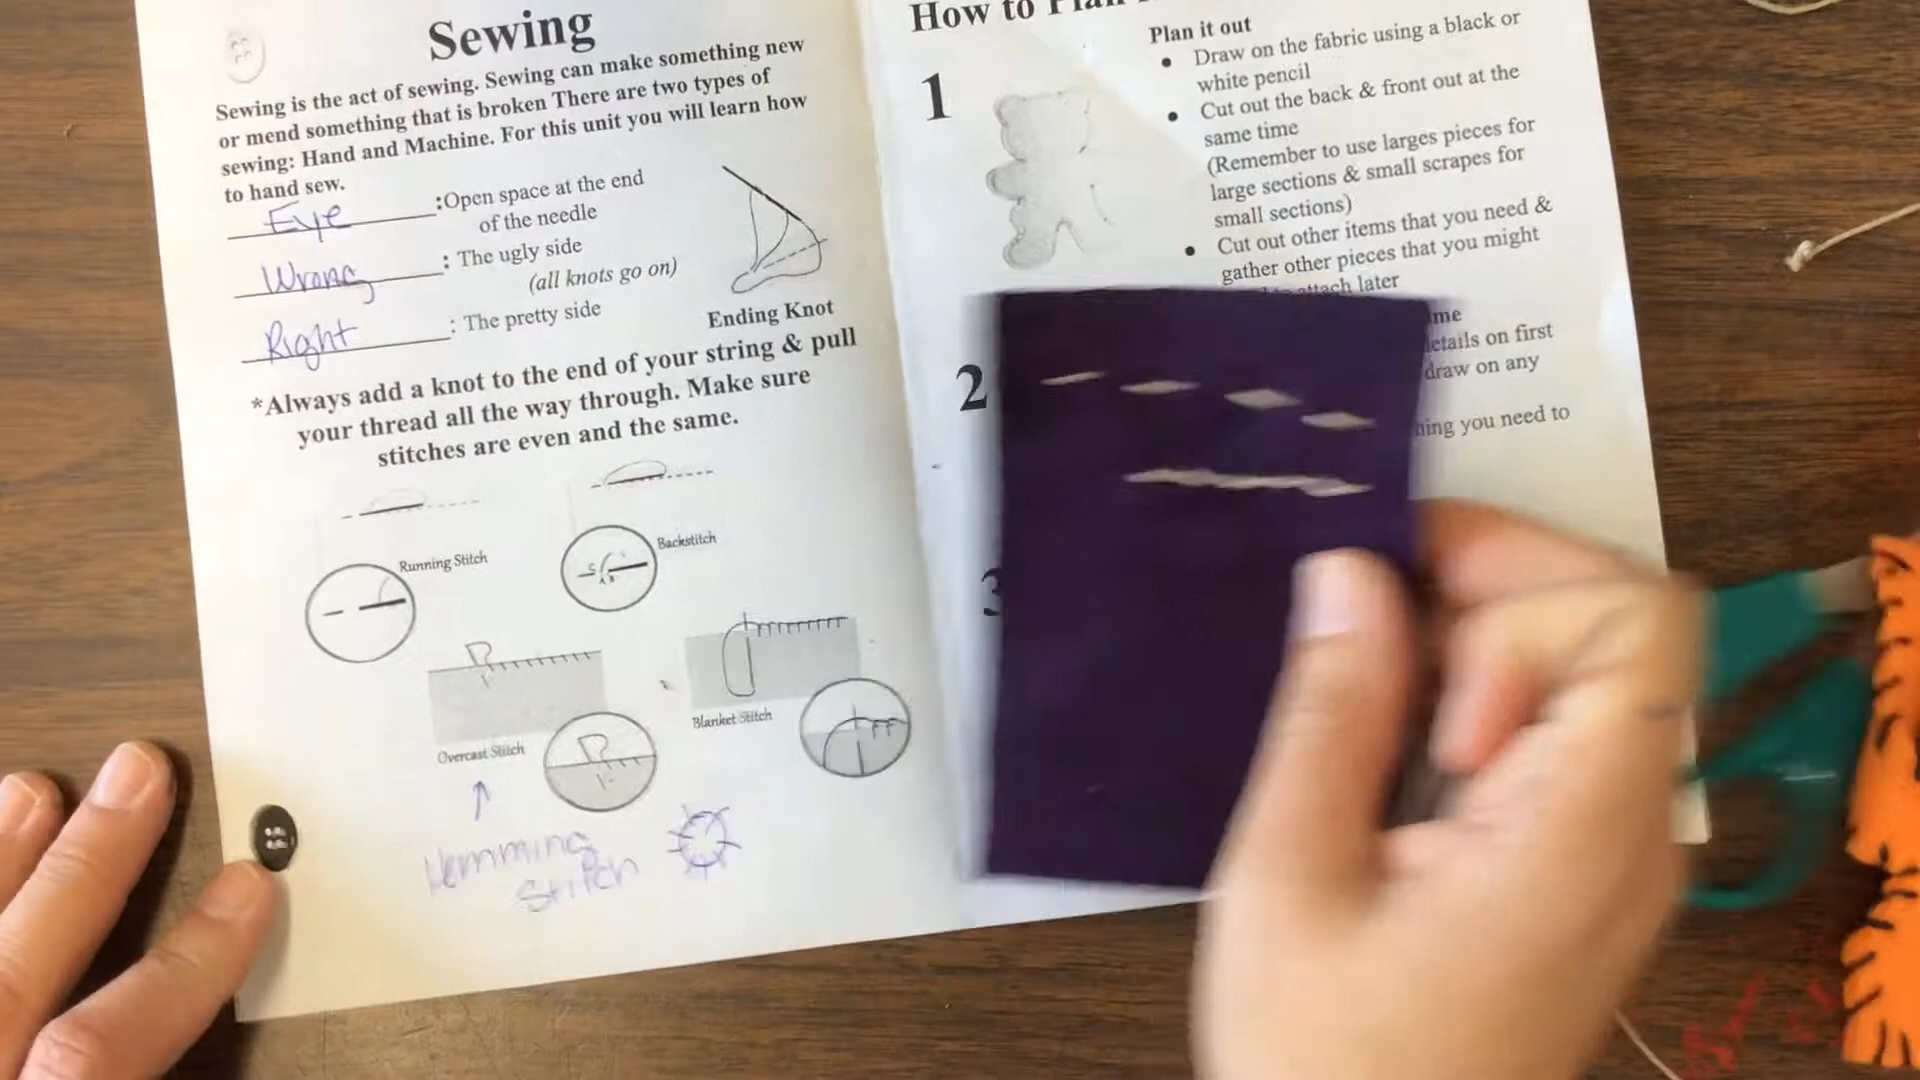 Sewing
Sewing is the act of sewing. Sewing can make something new
or mend something that is broken There are two types of
sewing: Hand and Machine. For this unit you will learn how
to hand sew.
Eye :Open space at the end
of the needle
Wrong : The ugly side
(all knots go on)
Right : The pretty side
Ending Knot
*Always add a knot to the end of your string & pull
your thread all the way through. Make sure
stitches are even and the same.
Running Stitch
Backstitch
Overcast Stitch
Blanket Stitch
Hemming
Stitch
How to Plan
1
Plan it out
• Draw on the fabric using a black or
white pencil
• Cut out the back & front out at the
same time
(Remember to use larges pieces for
large sections & small scrapes for
small sections)
• Cut out other items that you need &
gather other pieces that you might
attach later
2
details on first
draw on any
you need to
3